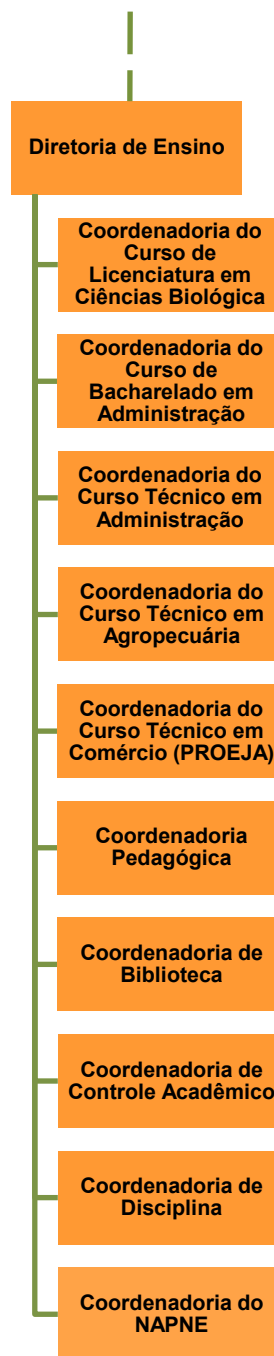 Diretoria de Ensino
Coordenadoria do
Curso de
Licenciatura em
Ciências Biológica
Coordenadoria do
Curso de
Bacharelado em
Administração
Coordenadoria do
Curso Técnico em
Administração
Coordenadoria do
Curso Técnico em
Agropecuária
Coordenadoria do
Curso Técnico em
Comércio (PROEJA)
Coordenadoria
Pedagógica
Coordenadoria de
Biblioteca
Coordenadoria de
Controle Acadêmico
Coordenadoria de
Disciplina
Coordenadoria do
NAPNE